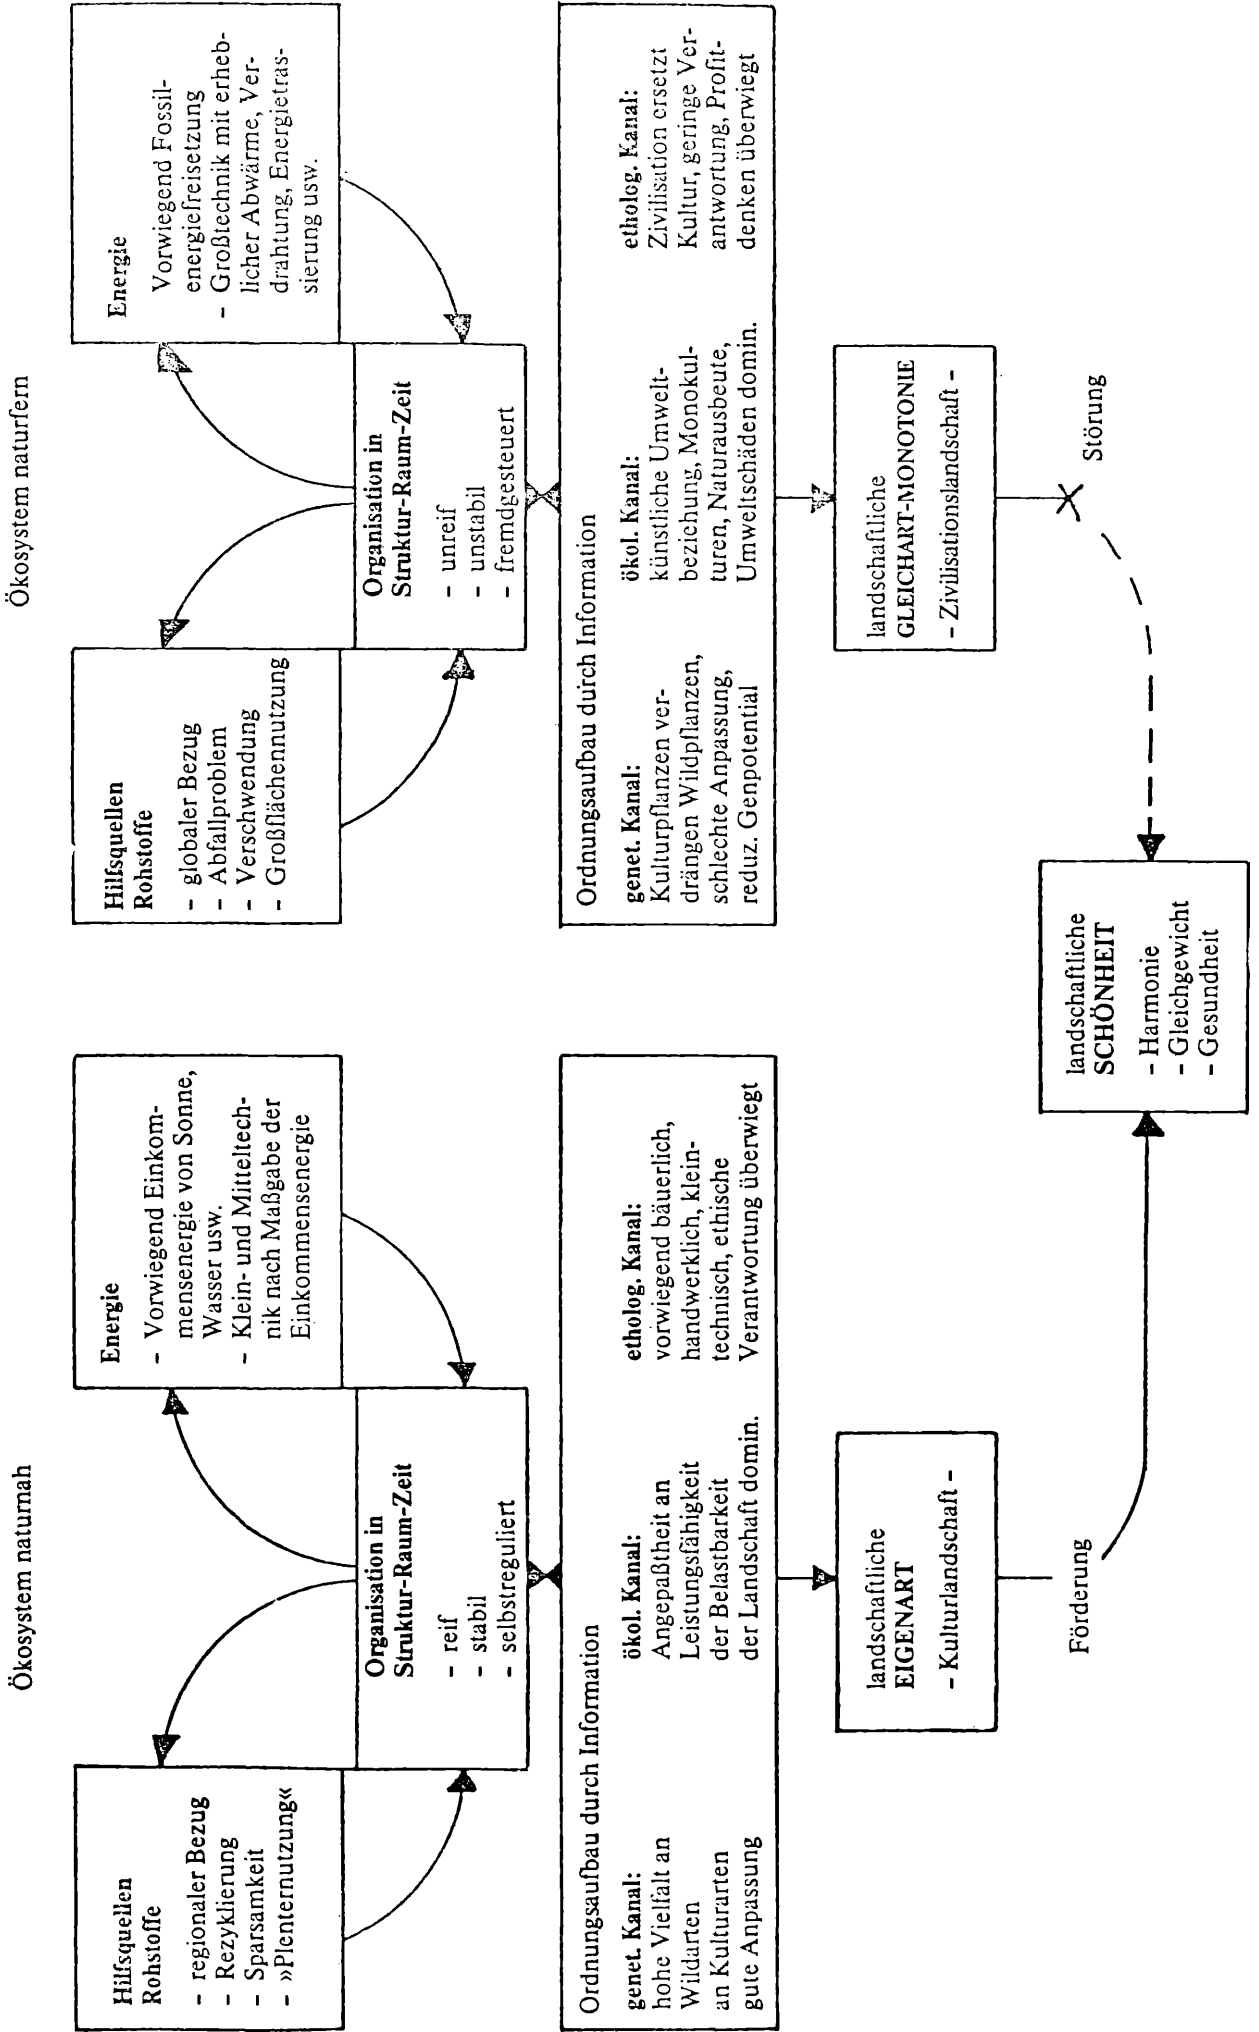 Ökosystem naturnah
Hilfsquellen
Rohstoffe
- regionaler Bezug
- Rezyklierung
- Sparsamkeit
- »Plenternutzung«
Energie
- Vorwiegend Einkom-
mensenergie von Sonne,
Wasser usw.
- Klein- und Mitteltech-
nik nach Maßgabe der
Einkommensenergie
Organisation in
Struktur-Raum-Zeit
- reif
- stabil
- selbstreguliert
Ordnungsaufbau durch Information
genet. Kanal:
hohe Vielfalt an
Wildarten
an Kulturarten
gute Anpassung
ökol. Kanal:
Angepaßtheit an
Leistungsfähigkeit
der Belastbarkeit
der Landschaft domin.
etholog. Kanal:
vorwiegend bäuerlich,
handwerklich, klein-
technisch, ethische
Verantwortung überwiegt
landschaftliche
EIGENART
- Kulturlandschaft -
Förderung
Ökosystem naturfern
Hilfsquellen
Rohstoffe
- globaler Bezug
- Abfallproblem
- Verschwendung
- Großflächennutzung
Energie
Vorwiegend Fossil-
energiefreisetzung
- Großtechnik mit erheb-
licher Abwärme, Ver-
drahtung, Energietras-
sierung usw.
Organisation in
Struktur-Raum-Zeit
- unreif
- unstabil
- fremdgesteuert
Ordnungsaufbau durch Information
genet. Kanal:
Kulturpflanzen ver-
drängen Wildpflanzen,
schlechte Anpassung,
reduz. Genpotential
ökol. Kanal:
künstliche Umwelt-
beziehung, Monokul-
turen, Naturausbeute,
Umweltschäden domin.
etholog. Kanal:
Zivilisation ersetzt
Kultur, geringe Ver-
antwortung, Profit-
denken überwiegt
landschaftliche
GLEICHART-MONOTONIE
- Zivilisationslandschaft -
Störung
landschaftliche
SCHÖNHEIT
- Harmonie
- Gleichgewicht
- Gesundheit